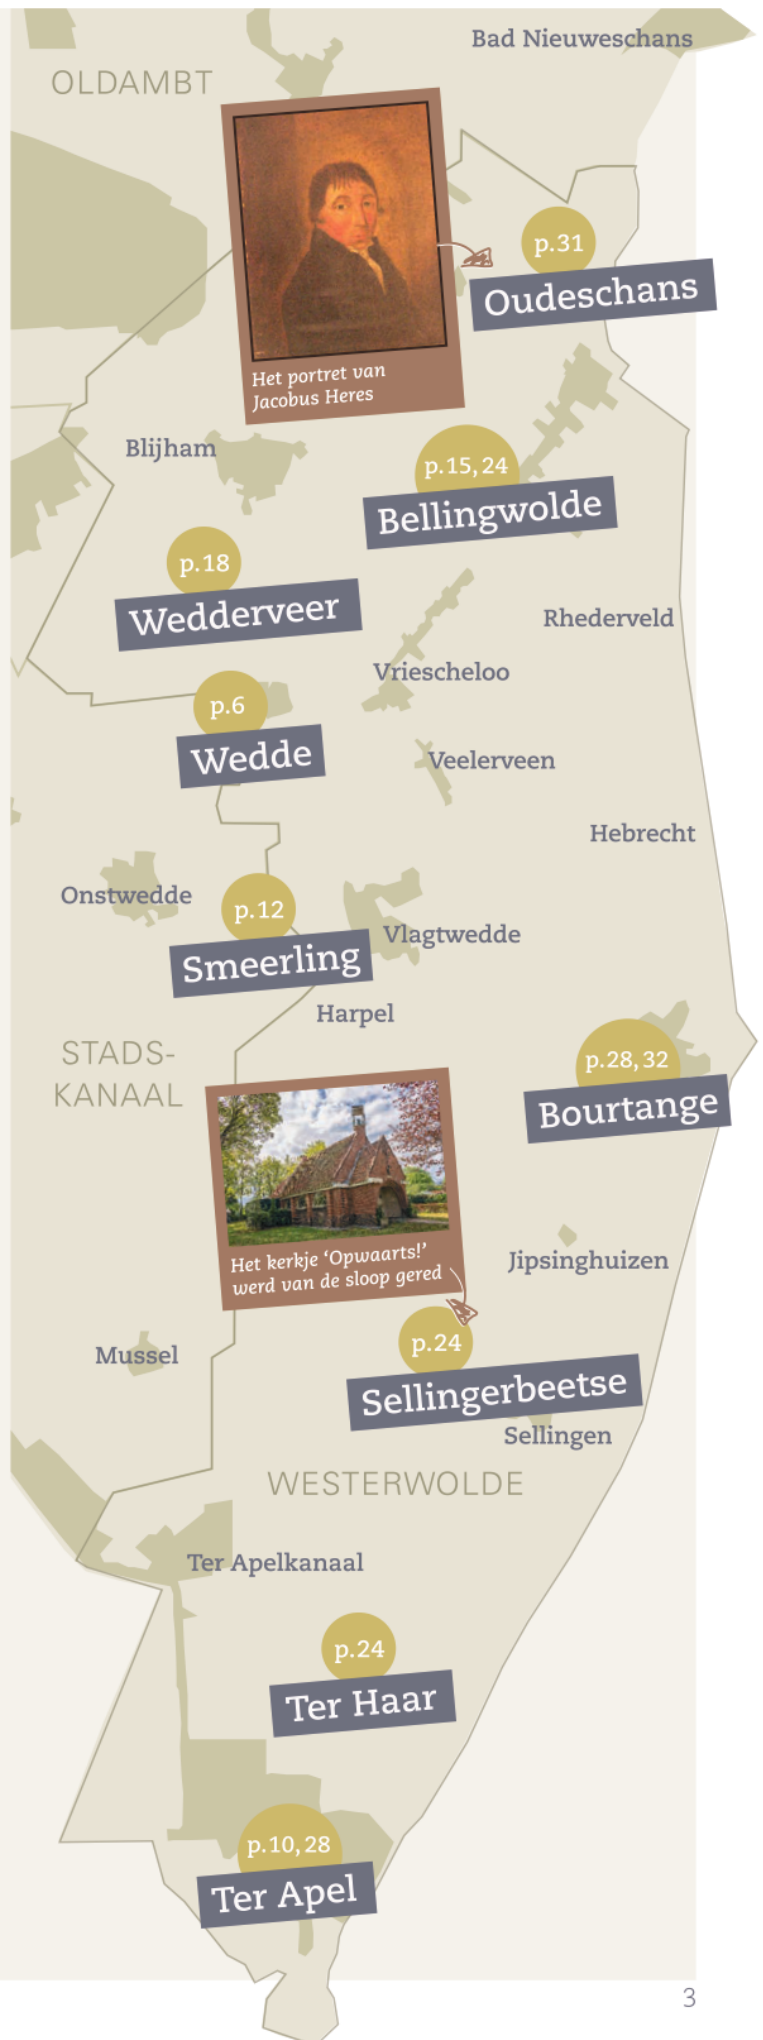 Bad Nieuweschans
OLDAMBT
p.31
Oudeschans
Het portret van
Jacobus Heres
Blijham
p.15, 24
Bellingwolde
p.18
Wedderveer
Rhederveld
Vriescheloo
p.6
Wedde
Veelerveen
Hebrecht
Onstwedde
p.12
Vlagtwedde
Smeerling
Harpel
STADS-
KANAAL
p.28, 32
Bourtange
Het kerkje ‘Opwaarts!’
werd van de sloop gered
Jipsinghuizen
p.24
Mussel
Sellingerbeetse
Sellingen
WESTERWOLDE
Ter Apelkanaal
p.24
Ter Haar
p.10, 28
Ter Apel
3